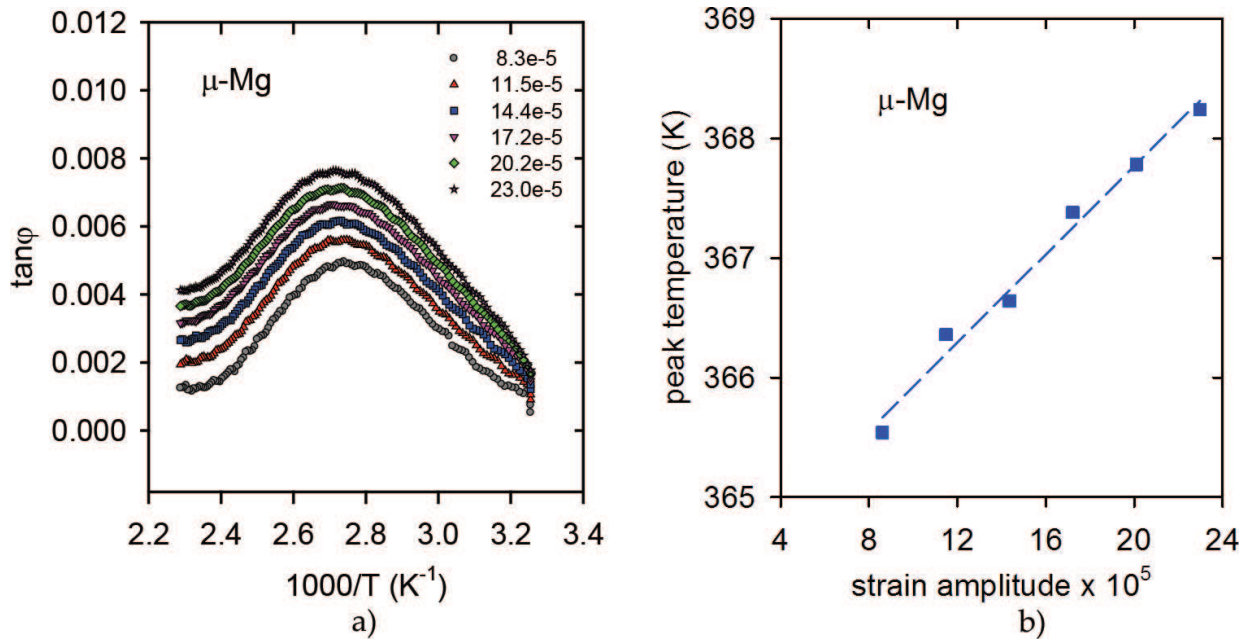 0.012
0.010
0.008
0.006
0.004
0.002
0.000
tanφ
μ-Mg
8.3e-5
11.5e-5
14.4e-5
17.2e-5
20.2e-5
23.0e-5
2.2 2.4 2.6 2.8 3.0 3.2 3.4
1000/T (K⁻¹)
a)
369
368
367
366
365
peak temperature (K)
μ-Mg
4 8 12 16 20 24
strain amplitude x 10⁵
b)